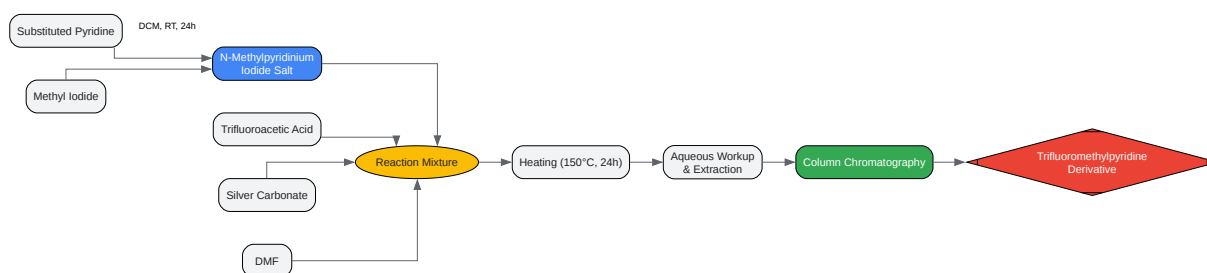 Substituted Pyridine
DCM, RT, 24h
N-Methylpyridinium
Iodide Salt
Methyl Iodide
Trifluoroacetic Acid
Reaction Mixture
Heating (150°C, 24h)
Aqueous Workup
& Extraction
Column Chromatography
Trifluoromethylpyridine
Derivative
Silver Carbonate
DMF